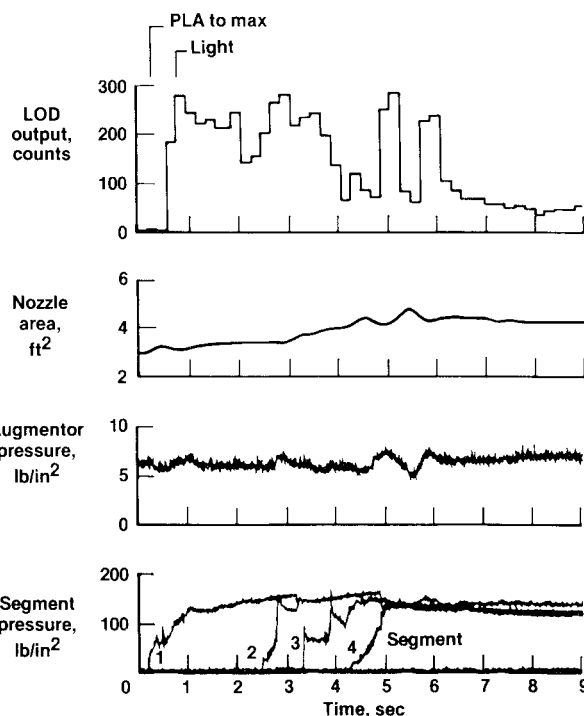 PLA to max
Light
LOD
output,
counts
300
200
100
0
Nozzle
area,
ft2
6
4
2
Augmentor
pressure,
lb/in2
10
5
0
Segment
pressure,
lb/in2
200
100
1
2
3
4
Segment
0
1
2
3
4
5
6
7
8
9
Time, sec